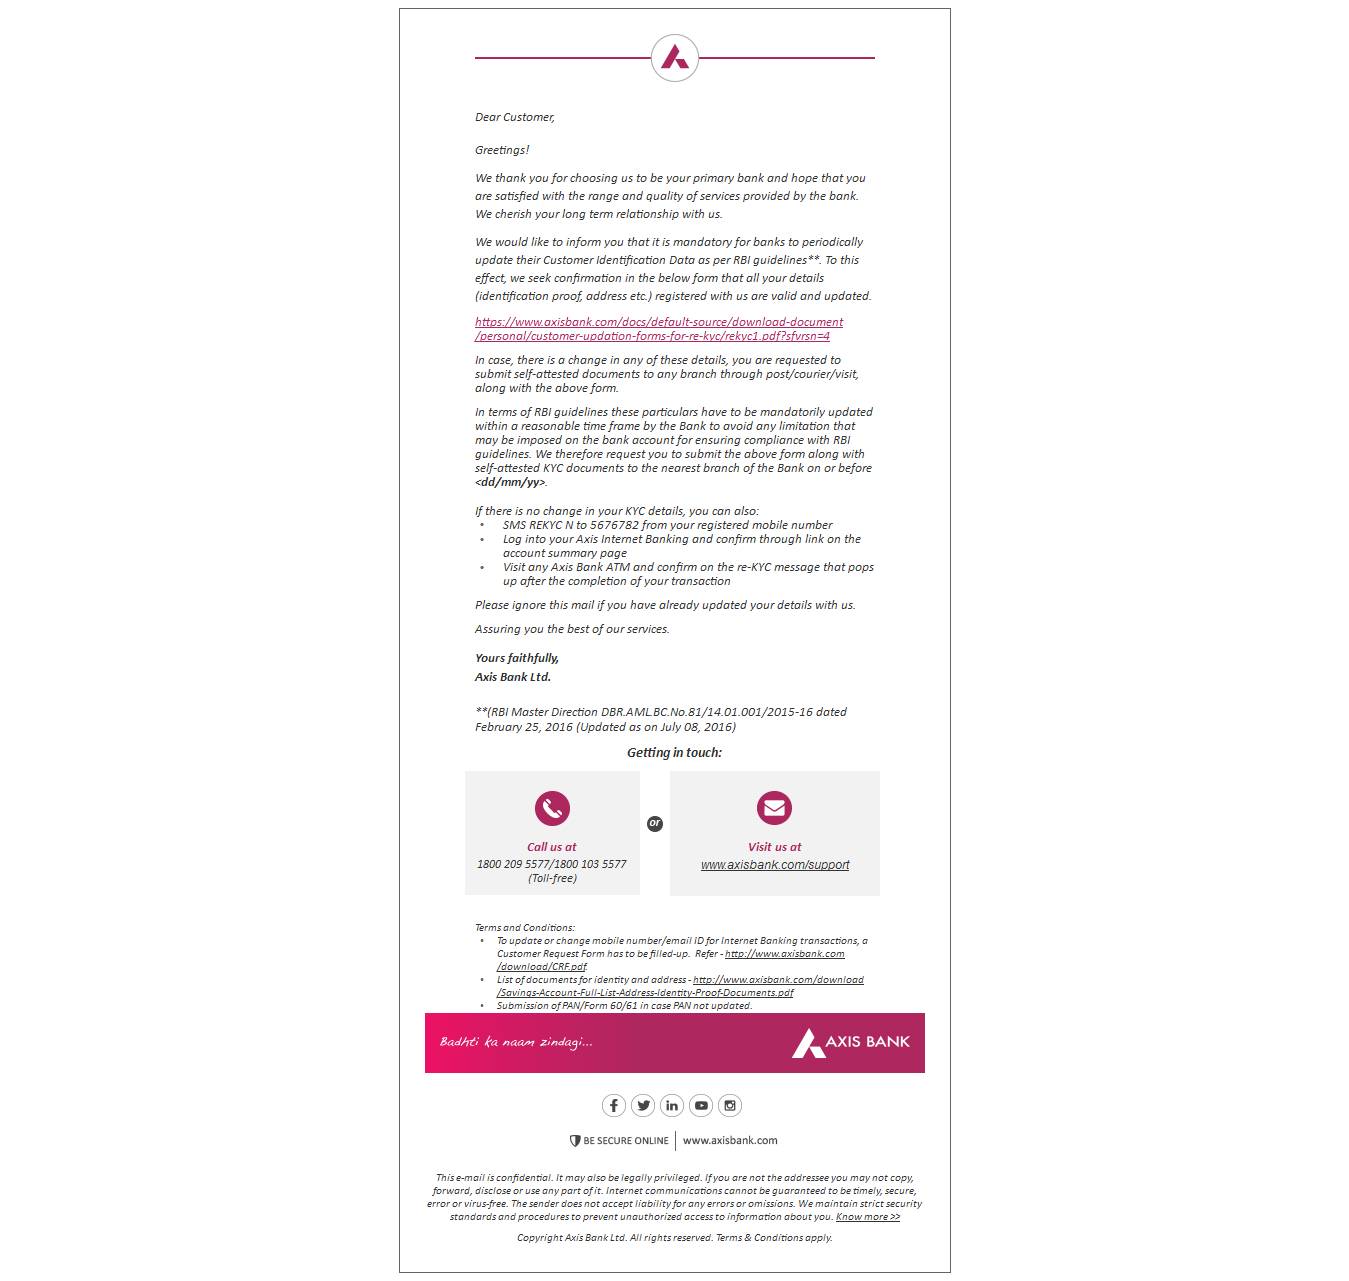 Dear Customer,
Greetings!
We thank you for choosing us to be your primary bank and hope that you
are satisfied with the range and quality of services provided by the bank.
We cherish your long term relationship with us.
We would like to inform you that it is mandatory for banks to periodically
update their Customer Identification Data as per RBI guidelines**. To this
effect, we seek confirmation in the below form that all your details
(identification proof, address etc.) registered with us are valid and updated.
https://www.axisbank.com/docs/default-source/download-document
/personal/customer-updation-forms-for-re-kyc/rekyc1.pdf?sfvrsn=4
In case, there is a change in any of these details, you are requested to
submit self-attested documents to any branch through post/courier/visit,
along with the above form.
In terms of RBI guidelines these particulars have to be mandatorily updated
within a reasonable time frame by the Bank to avoid any limitation that
may be imposed on the bank account for ensuring compliance with RBI
guidelines. We therefore request you to submit the above form along with
self-attested KYC documents to the nearest branch of the Bank on or before
<dd/mm/yy>.
If there is no change in your KYC details, you can also:
• SMS REKYC N to 5676782 from your registered mobile number
• Log into your Axis Internet Banking and confirm through link on the
account summary page
• Visit any Axis Bank ATM and confirm on the re-KYC message that pops
up after the completion of your transaction
Please ignore this mail if you have already updated your details with us.
Assuring you the best of our services.
Yours faithfully,
Axis Bank Ltd.
**(RBI Master Direction DBR.AML.BC.No.81/14.01.001/2015-16 dated
February 25, 2016 (Updated as on July 08, 2016)
Getting in touch:
Call us at
1800 209 5577/1800 103 5577
(Toll-free)
or
Visit us at
www.axisbank.com/support
Terms and Conditions:
• To update or change mobile number/email ID for Internet Banking transactions, a
Customer Request Form has to be filled-up. Refer - http://www.axisbank.com
/download/CRF.pdf.
• List of documents for identity and address - http://www.axisbank.com/download
/Savings-Account-Full-List-Address-Identity-Proof-Documents.pdf
• Submission of PAN/Form 60/61 in case PAN not updated.
Badhti ka naam zindagi...
AXIS BANK
BE SECURE ONLINE | www.axisbank.com
This e-mail is confidential. It may also be legally privileged. If you are not the addressee you may not copy,
forward, disclose or use any part of it. Internet communications cannot be guaranteed to be timely, secure,
error or virus-free. The sender does not accept liability for any errors or omissions. We maintain strict security
standards and procedures to prevent unauthorized access to information about you. Know more >>
Copyright Axis Bank Ltd. All rights reserved. Terms & Conditions apply.